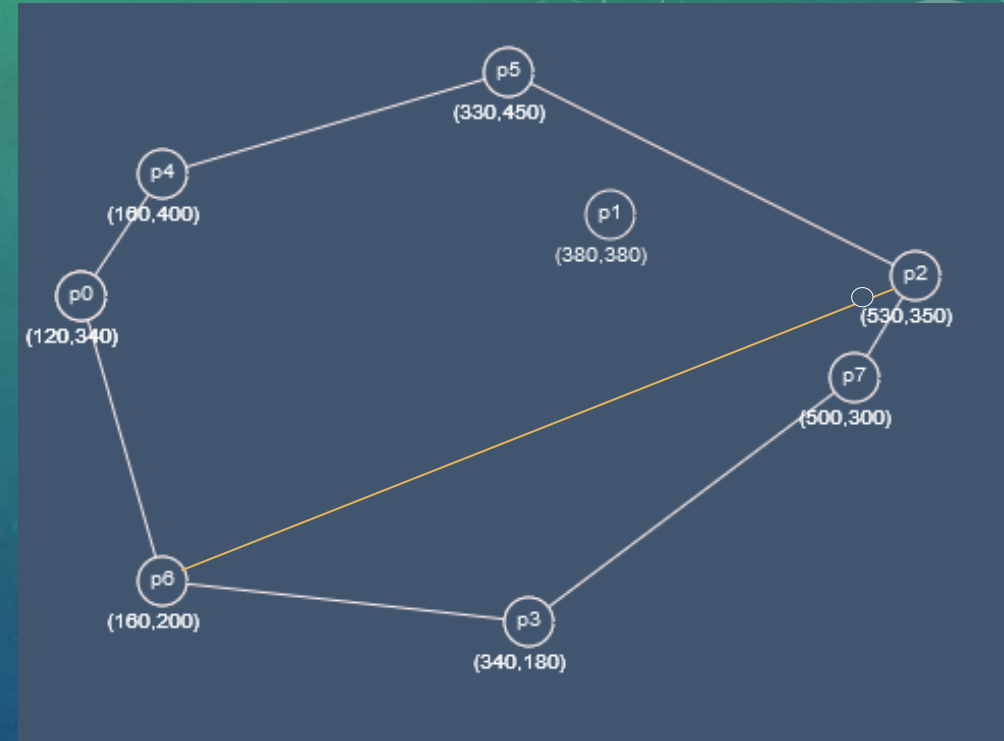 p5
(330,450)
p4
(160,400)
p1
(380,380)
p2
(530,350)
p0
(120,340)
p7
(500,300)
p6
(160,200)
p3
(340,180)